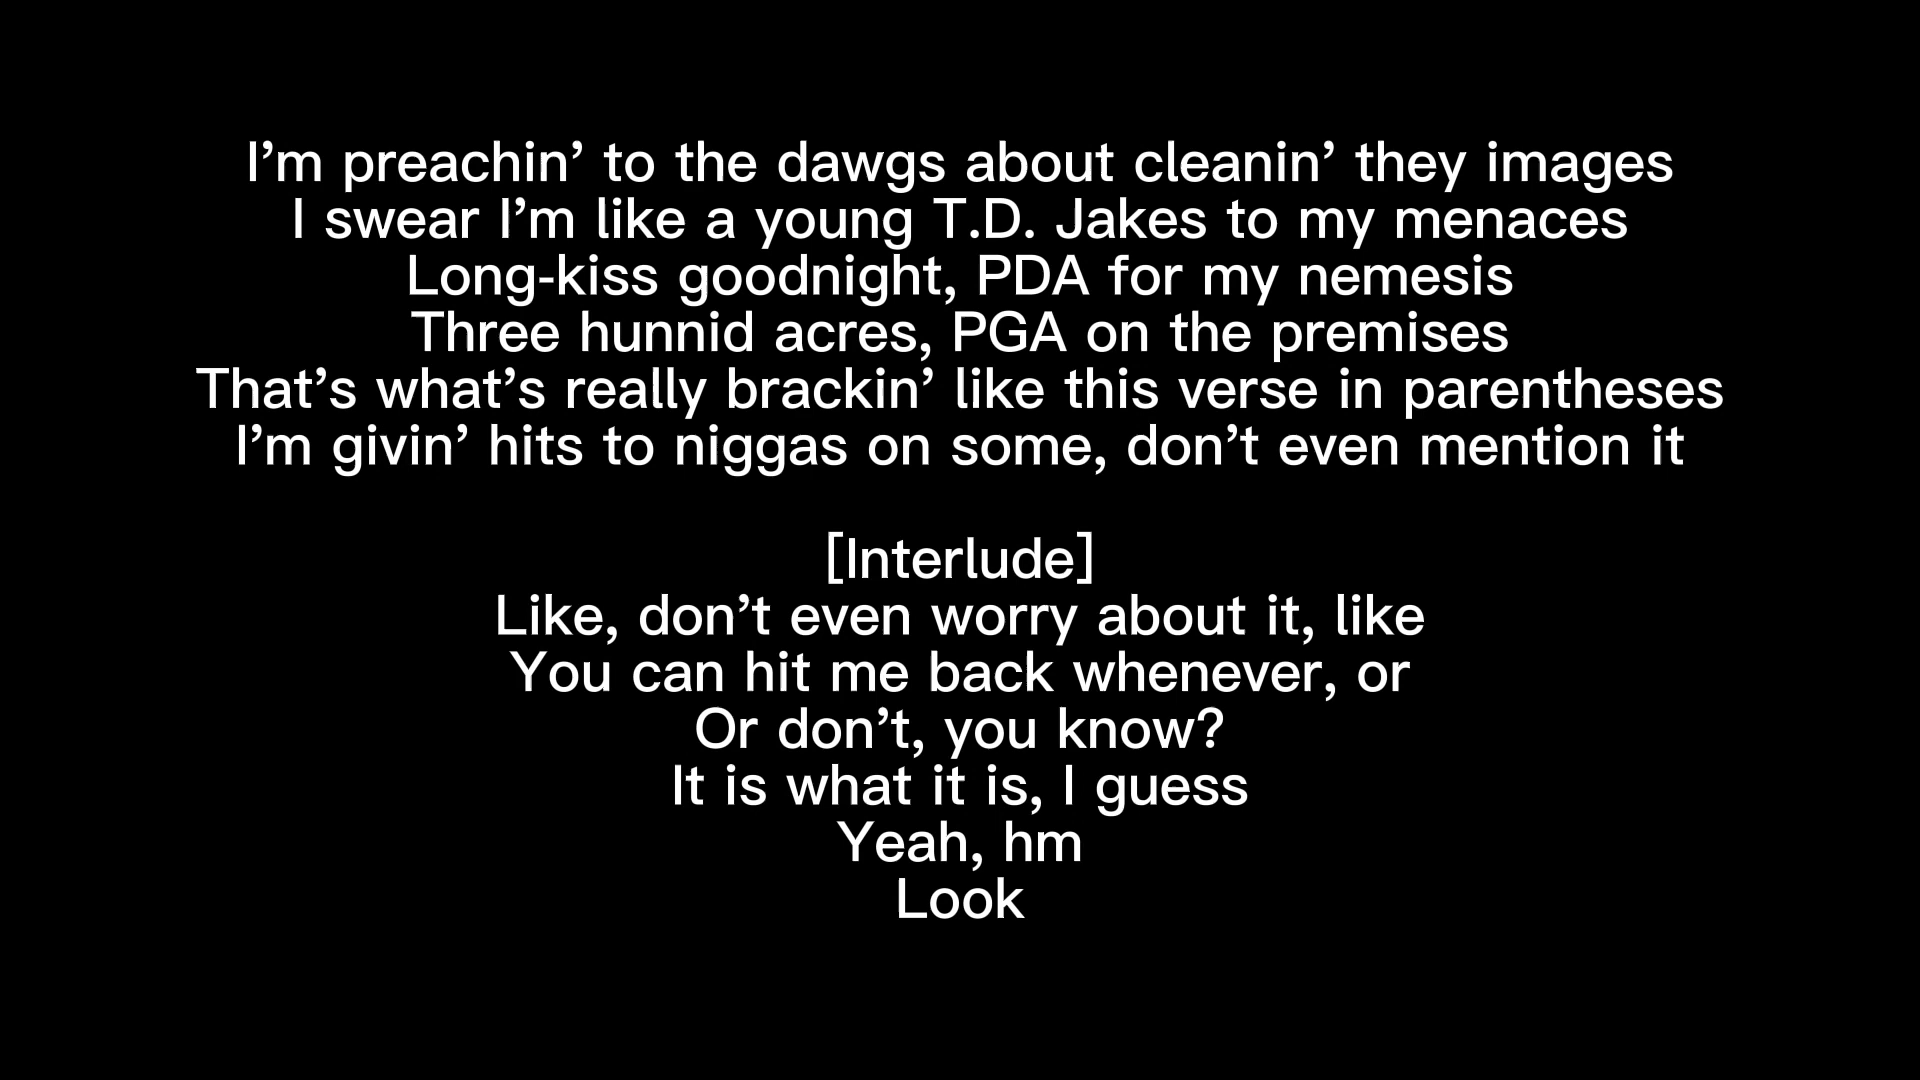 I’m preachin’ to the dawgs about cleanin’ they images
I swear I’m like a young T.D. Jakes to my menaces
Long-kiss goodnight, PDA for my nemesis
Three hunnid acres, PGA on the premises
That’s what’s really brackin’ like this verse in parentheses
I’m givin’ hits to niggas on some, don’t even mention it
[Interlude]
Like, don’t even worry about it, like
You can hit me back whenever, or
Or don’t, you know?
It is what it is, I guess
Yeah, hm
Look